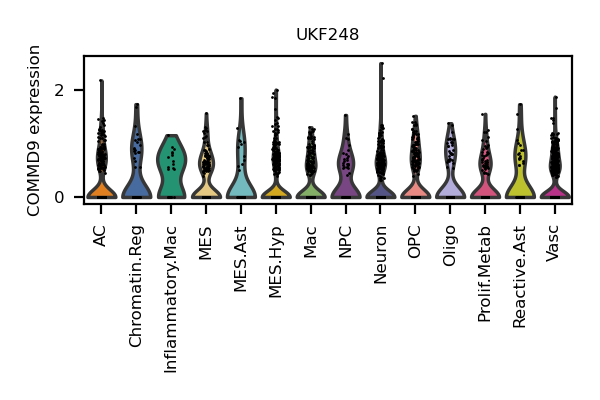 UKF248
COMMD9 expression
2
0
AC
Chromatin.Reg
Inflammatory.Mac
MES
MES.Ast
MES.Hyp
Mac
NPC
Neuron
OPC
Oligo
Prolif.Metab
Reactive.Ast
Vasc